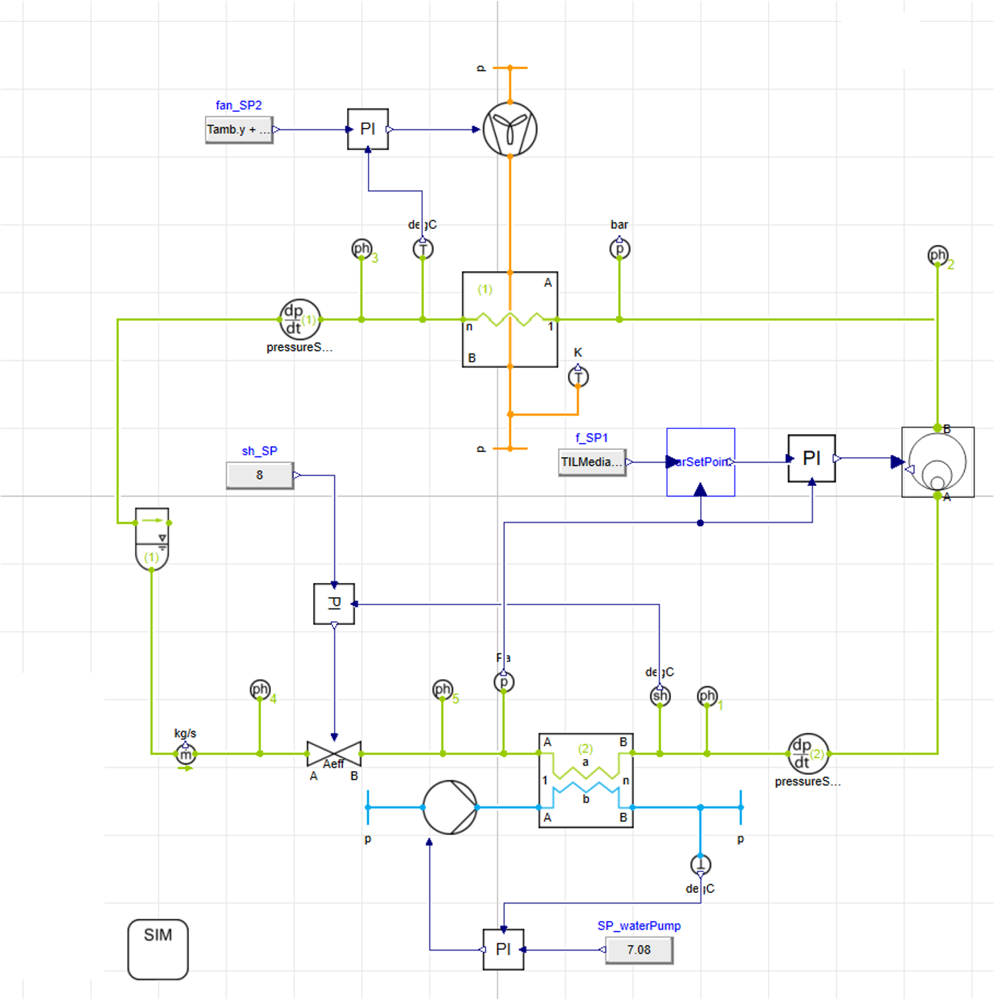 p
fan_SP2
Tamb.y + ...
PI
degC
bar
ph
3
T
p
ph
2
(1)
A
dp
dt
(1)
n
1
pressureS...
B
K
T
B
sh_SP
8
p
f_SP1
TILMedia...
arSetPoin
PI
A
(1)
PI
Pa
p
degC
ph
4
ph
5
sh
ph
1
kg/s
ṁ
Aeff
A
B
A
B
(2)
a
1
n
b
A
B
dp
dt
(2)
pressureS...
p
p
T
degC
SIM
SP_waterPump
PI
7.08